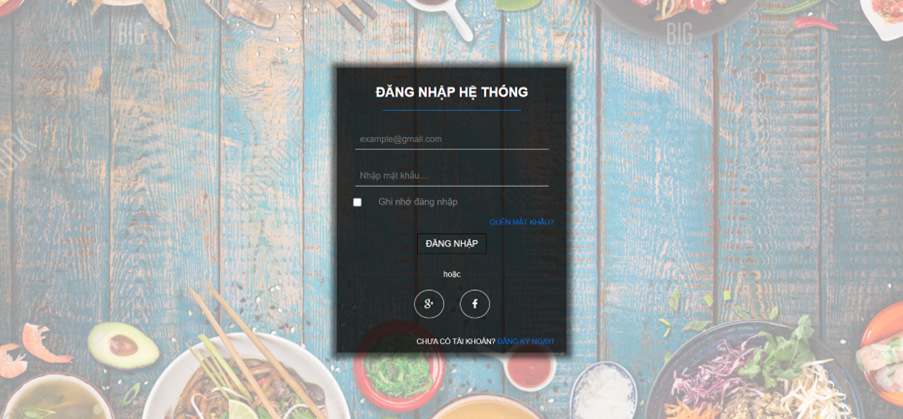 BIG
BIG
ĐĂNG NHẬP HỆ THỐNG
example@gmail.com
Nhập mật khẩu....
Ghi nhớ đăng nhập
QUÊN MẬT KHẨU?
ĐĂNG NHẬP
hoặc
CHƯA CÓ TÀI KHOẢN? ĐĂNG KÝ NGAY!